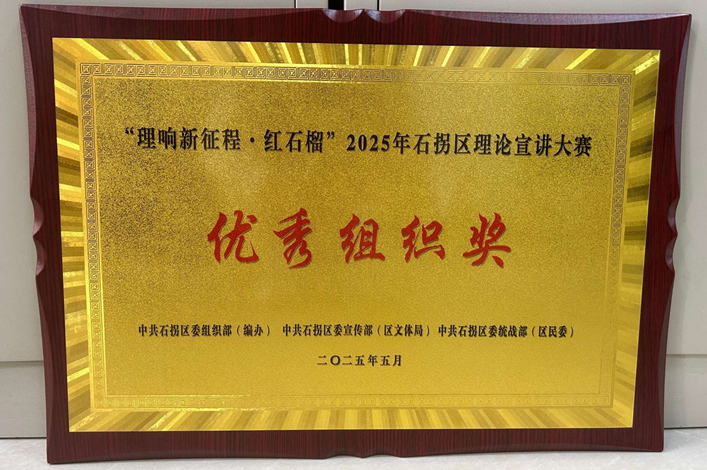 “理响新征程·红石榴”2025年石拐区理论宣讲大赛
优秀组织奖
中共石拐区委组织部（编办） 中共石拐区委宣传部（区文体局） 中共石拐区委统战部（区民委）
二〇二五年五月